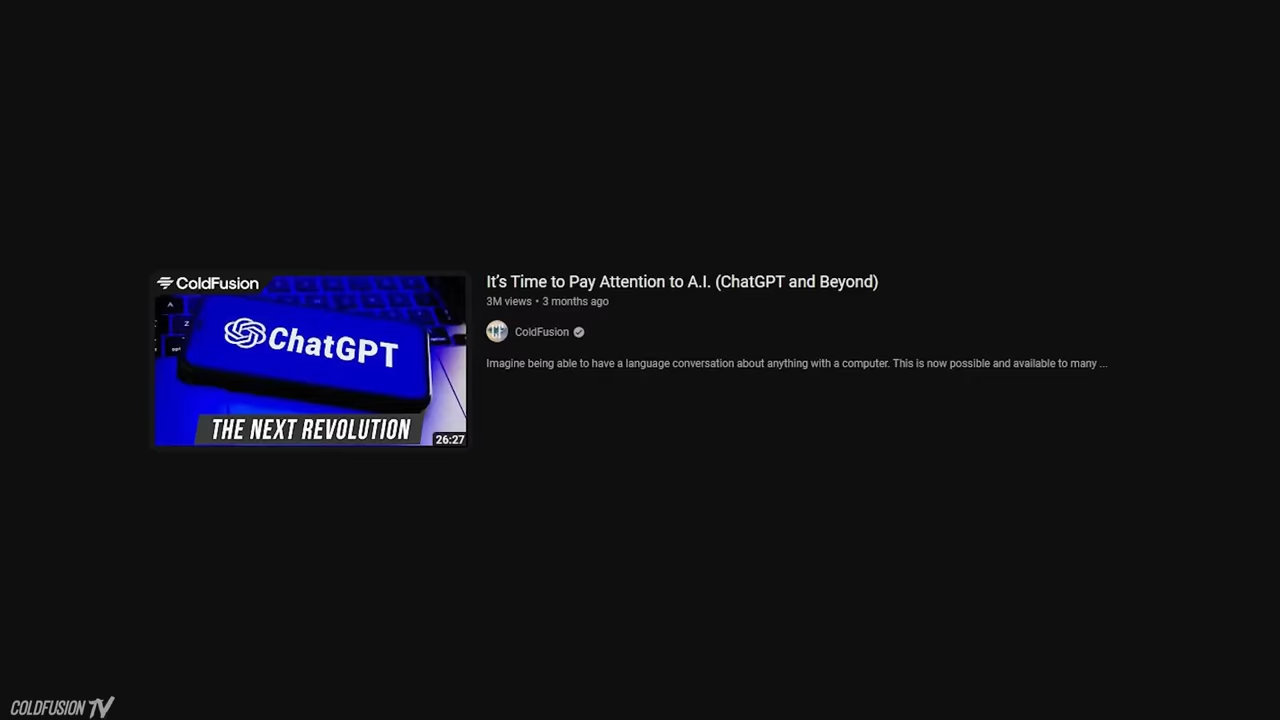 ColdFusion
ChatGPT
THE NEXT REVOLUTION
26:27
It's Time to Pay Attention to A.I. (ChatGPT and Beyond)
3M views • 3 months ago
ColdFusion
Imagine being able to have a language conversation about anything with a computer. This is now possible and available to many ...
COLDFUSION TV